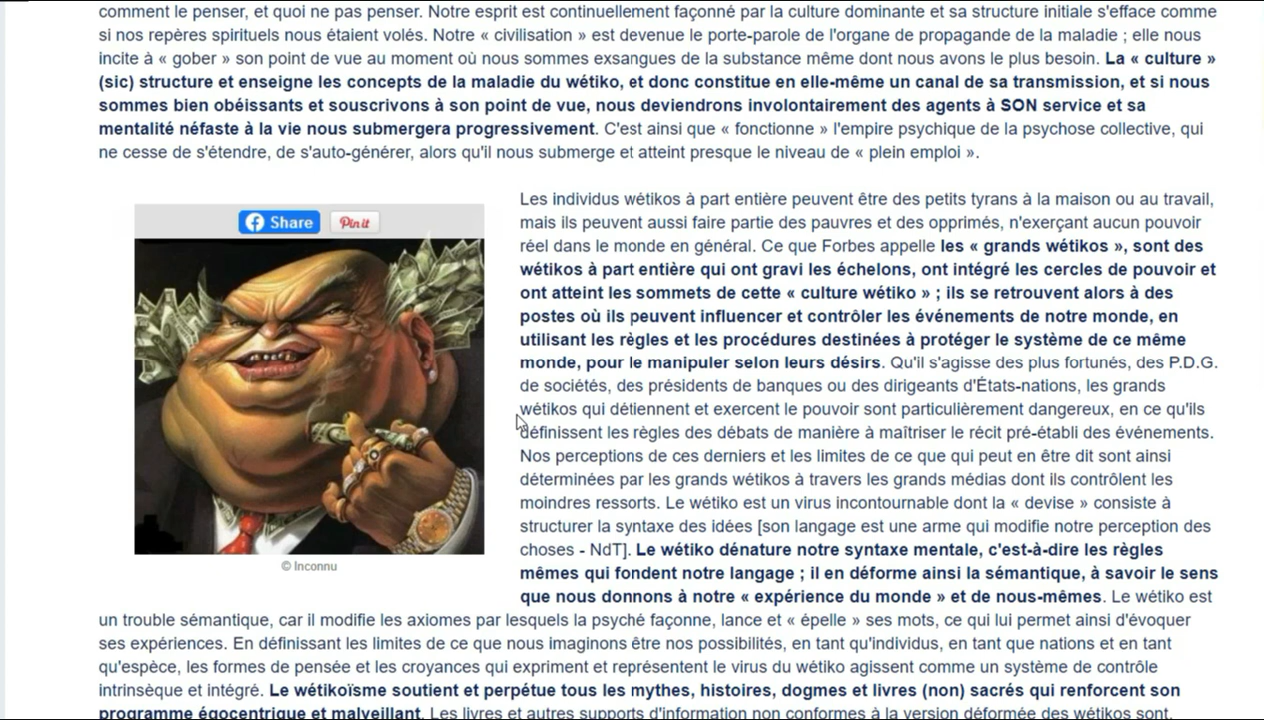 comment le penser, et quoi ne pas penser. Notre esprit est continuellement façonné par la culture dominante et sa structure initiale s'efface comme
si nos repères spirituels nous étaient volés. Notre « civilisation » est devenue le porte-parole de l'organe de propagande de la maladie ; elle nous
incite à « gober » son point de vue au moment où nous sommes exsangues de la substance même dont nous avons le plus besoin. La « culture »
(sic) structure et enseigne les concepts de la maladie du wétiko, et donc constitue en elle-même un canal de sa transmission, et si nous
sommes bien obéissants et souscrivons à son point de vue, nous deviendrons involontairement des agents à SON service et sa
mentalité néfaste à la vie nous submergera progressivement. C'est ainsi que « fonctionne » l'empire psychique de la psychose collective, qui
ne cesse de s'étendre, de s'auto-générer, alors qu'il nous submerge et atteint presque le niveau de « plein emploi ».
Share
Pin it
© Inconnu
Les individus wétikos à part entière peuvent être des petits tyrans à la maison ou au travail,
mais ils peuvent aussi faire partie des pauvres et des opprimés, n'exerçant aucun pouvoir
réel dans le monde en général. Ce que Forbes appelle les « grands wétikos », sont des
wétikos à part entière qui ont gravi les échelons, ont intégré les cercles de pouvoir et
ont atteint les sommets de cette « culture wétiko » ; ils se retrouvent alors à des
postes où ils peuvent influencer et contrôler les événements de notre monde, en
utilisant les règles et les procédures destinées à protéger le système de ce même
monde, pour le manipuler selon leurs désirs. Qu'il s'agisse des plus fortunés, des P.D.G.
de sociétés, des présidents de banques ou des dirigeants d'États-nations, les grands
wétikos qui détiennent et exercent le pouvoir sont particulièrement dangereux, en ce qu'ils
définissent les règles des débats de manière à maîtriser le récit pré-établi des événements.
Nos perceptions de ces derniers et les limites de ce que qui peut en être dit sont ainsi
déterminées par les grands wétikos à travers les grands médias dont ils contrôlent les
moindres ressorts. Le wétiko est un virus incontournable dont la « devise » consiste à
structurer la syntaxe des idées [son langage est une arme qui modifie notre perception des
choses - NdT]. Le wétiko dénature notre syntaxe mentale, c'est-à-dire les règles
mêmes qui fondent notre langage ; il en déforme ainsi la sémantique, à savoir le sens
que nous donnons à notre « expérience du monde » et de nous-mêmes. Le wétiko est
un trouble sémantique, car il modifie les axiomes par lesquels la psyché façonne, lance et « épelle » ses mots, ce qui lui permet ainsi d'évoquer
ses expériences. En définissant les limites de ce que nous imaginons être nos possibilités, en tant qu'individus, en tant que nations et en tant
qu'espèce, les formes de pensée et les croyances qui expriment et représentent le virus du wétiko agissent comme un système de contrôle
intrinsèque et intégré. Le wétikoïsme soutient et perpétue tous les mythes, histoires, dogmes et livres (non) sacrés qui renforcent son
programme égocentrique et malveillant. Les livres et autres supports d'information non conformes à la version déformée des wétikos sont,